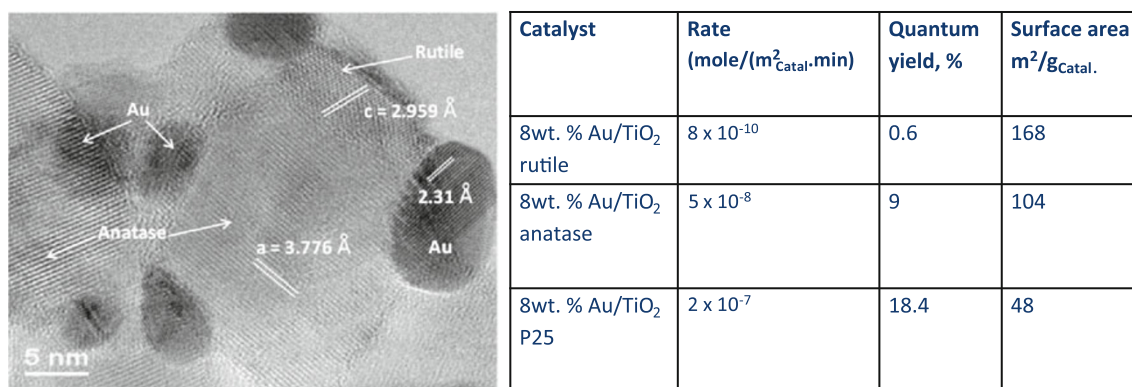 Rutile
Au
c = 2.959 Å
2.31 Å
Anatase
a = 3.776 Å
Au
5 nm
Catalyst Rate (mole/(m²Catal.min) Quantum yield, % Surface area m²/gCatal.
8wt. % Au/TiO₂ rutile 8 x 10⁻¹⁰ 0.6 168
8wt. % Au/TiO₂ anatase 5 x 10⁻⁸ 9 104
8wt. % Au/TiO₂ P25 2 x 10⁻⁷ 18.4 48